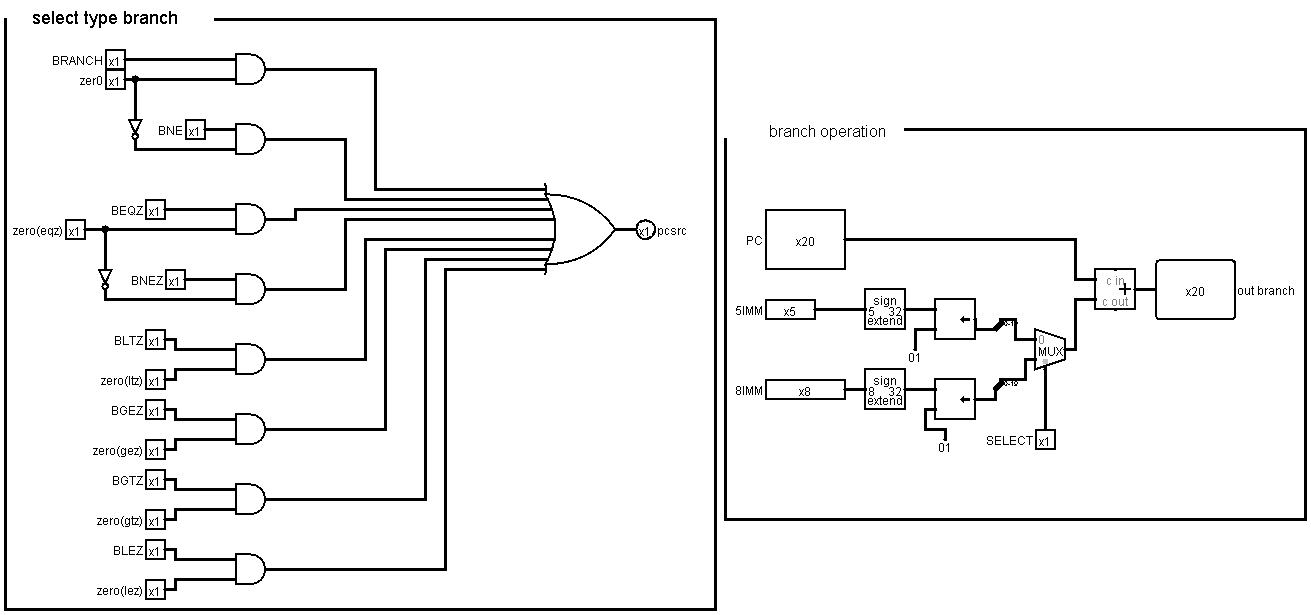 select type branch
BRANCH x1
zer0 x1
BNE x1
BEQZ x1
zero(eqz) x1
BNEZ x1
BLTZ x1
zero(ltz) x1
BGEZ x1
zero(gez) x1
BGTZ x1
zero(gtz) x1
BLEZ x1
zero(lez) x1
x1 pcsrc
branch operation
PC x20
c in
c out
x20 out branch
5IMM x5
sign
5 32
extend
01
0
MUX
8IMM x8
sign
8 32
extend
01
SELECT x1